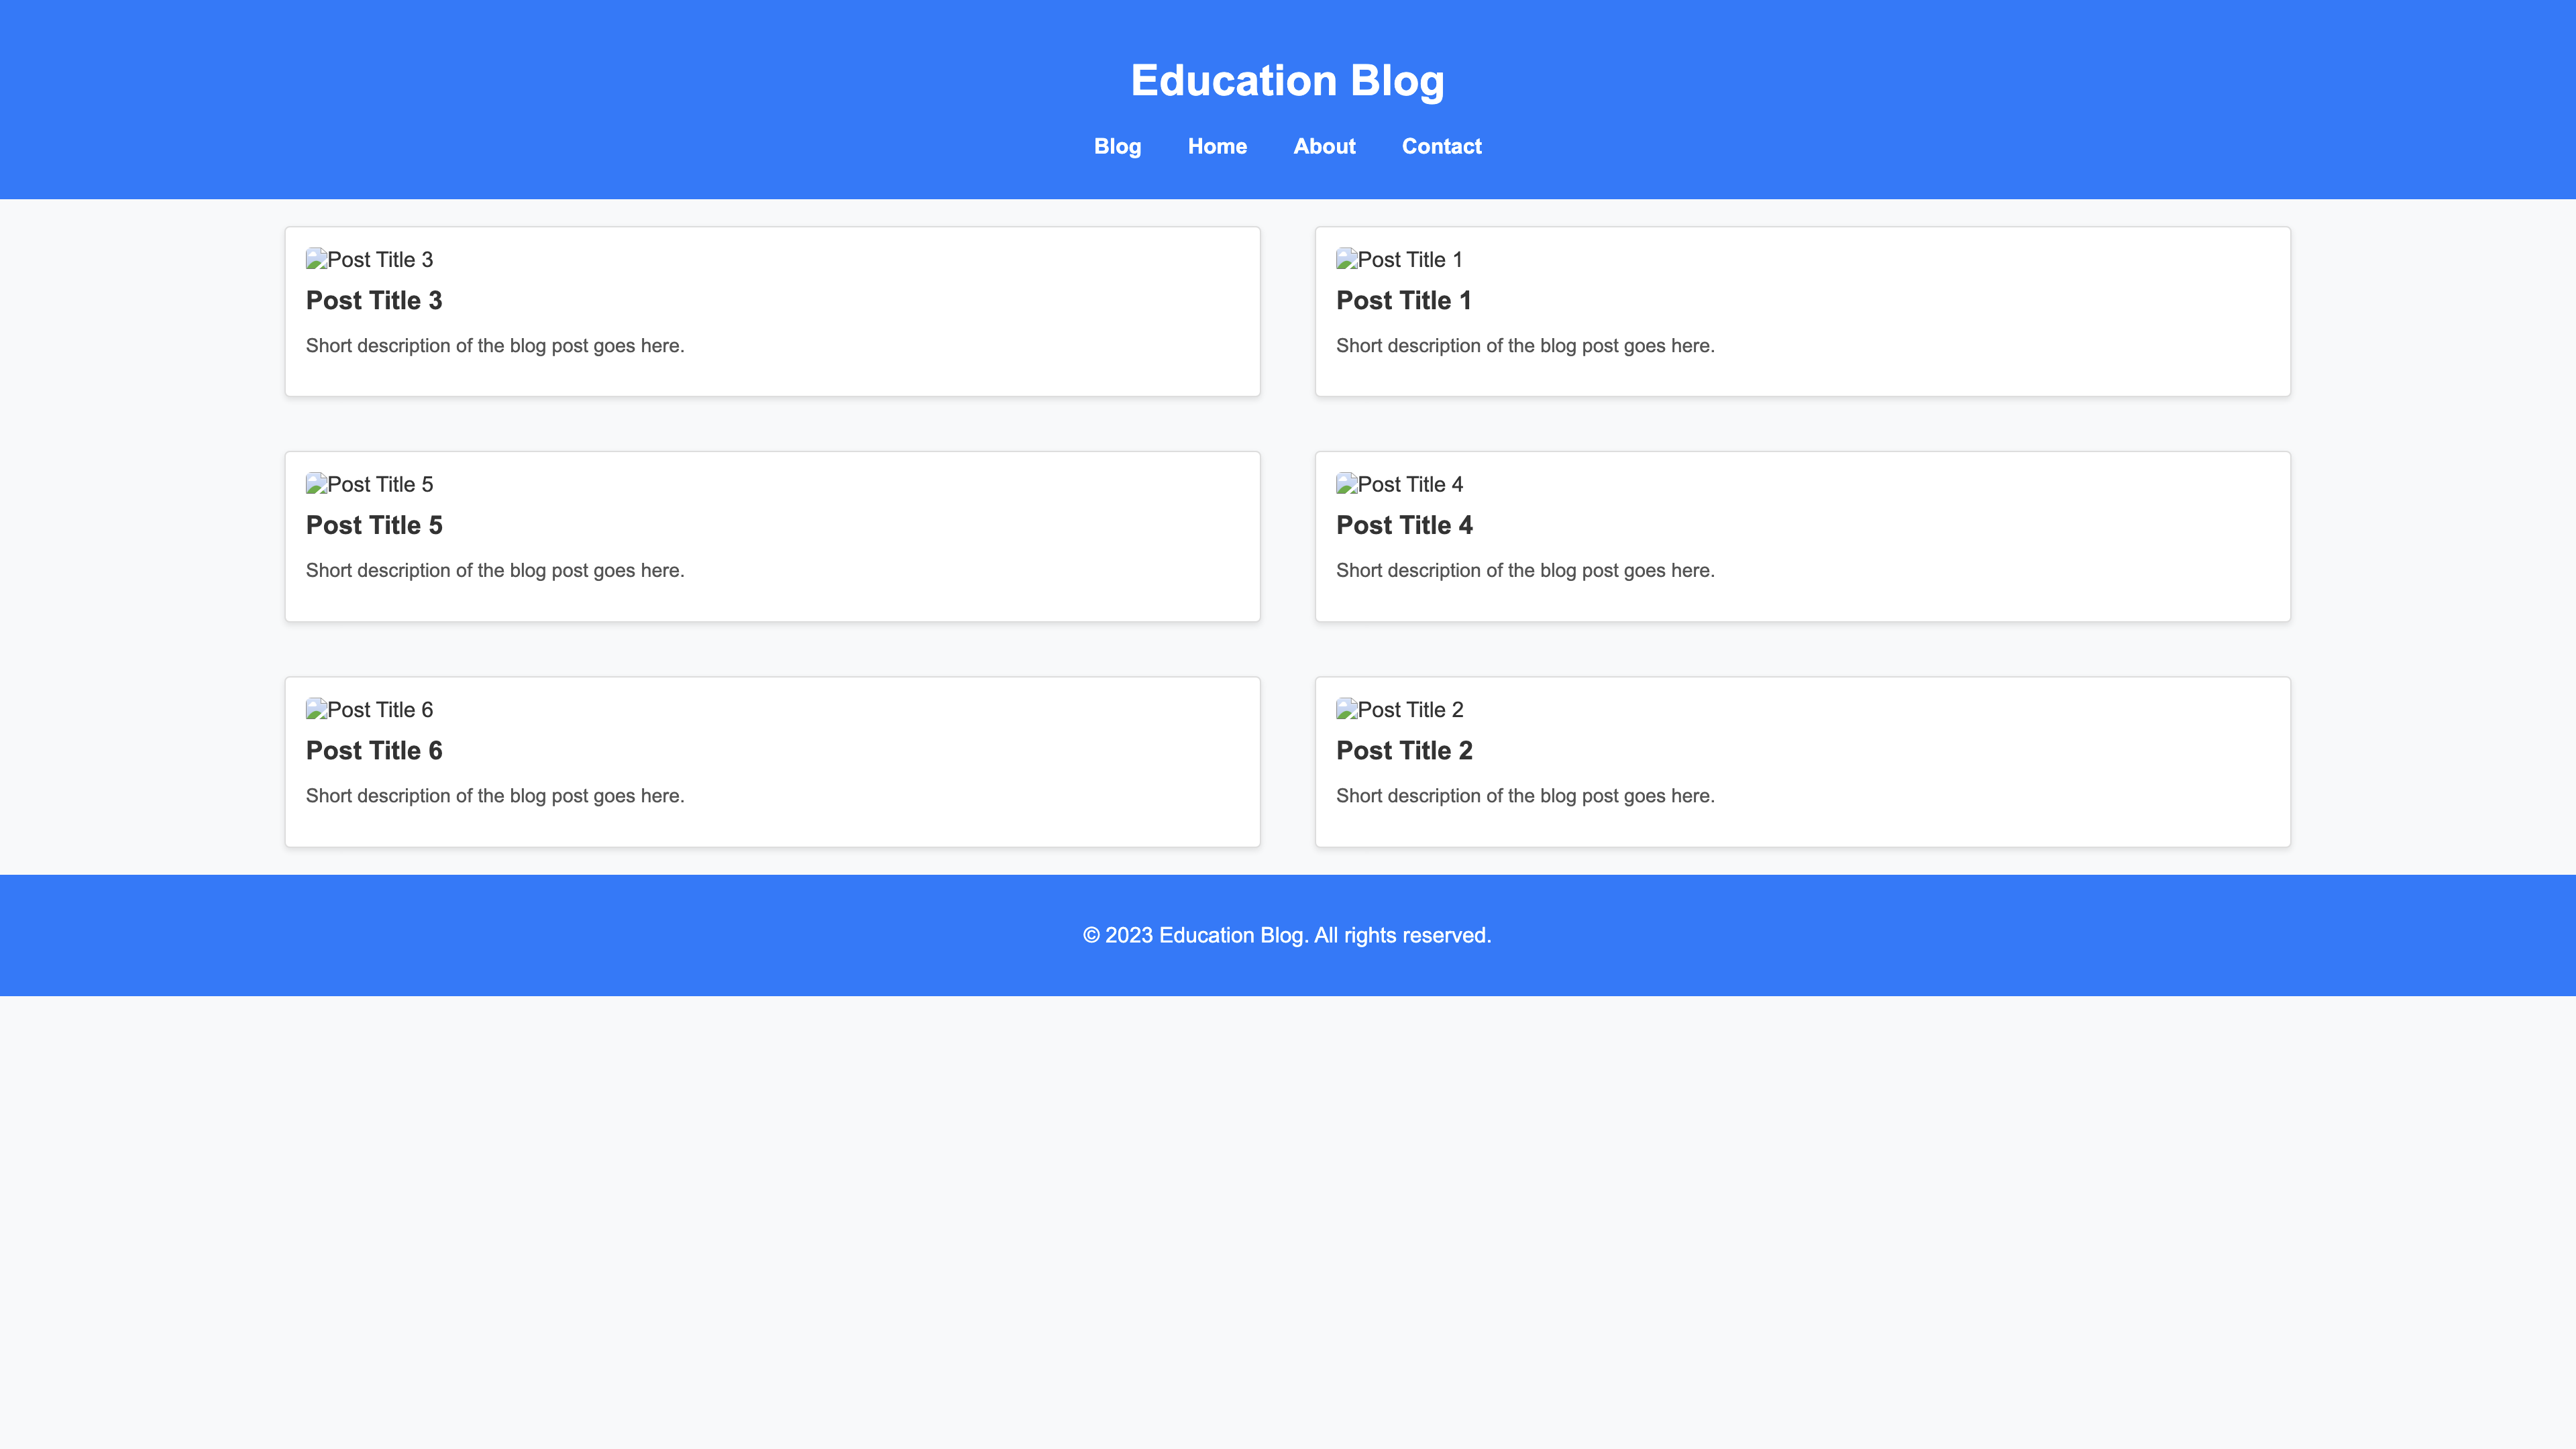 Education Blog
Blog Home About Contact
Post Title 3
Post Title 3
Short description of the blog post goes here.
Post Title 1
Post Title 1
Short description of the blog post goes here.
Post Title 5
Post Title 5
Short description of the blog post goes here.
Post Title 4
Post Title 4
Short description of the blog post goes here.
Post Title 6
Post Title 6
Short description of the blog post goes here.
Post Title 2
Post Title 2
Short description of the blog post goes here.
© 2023 Education Blog. All rights reserved.